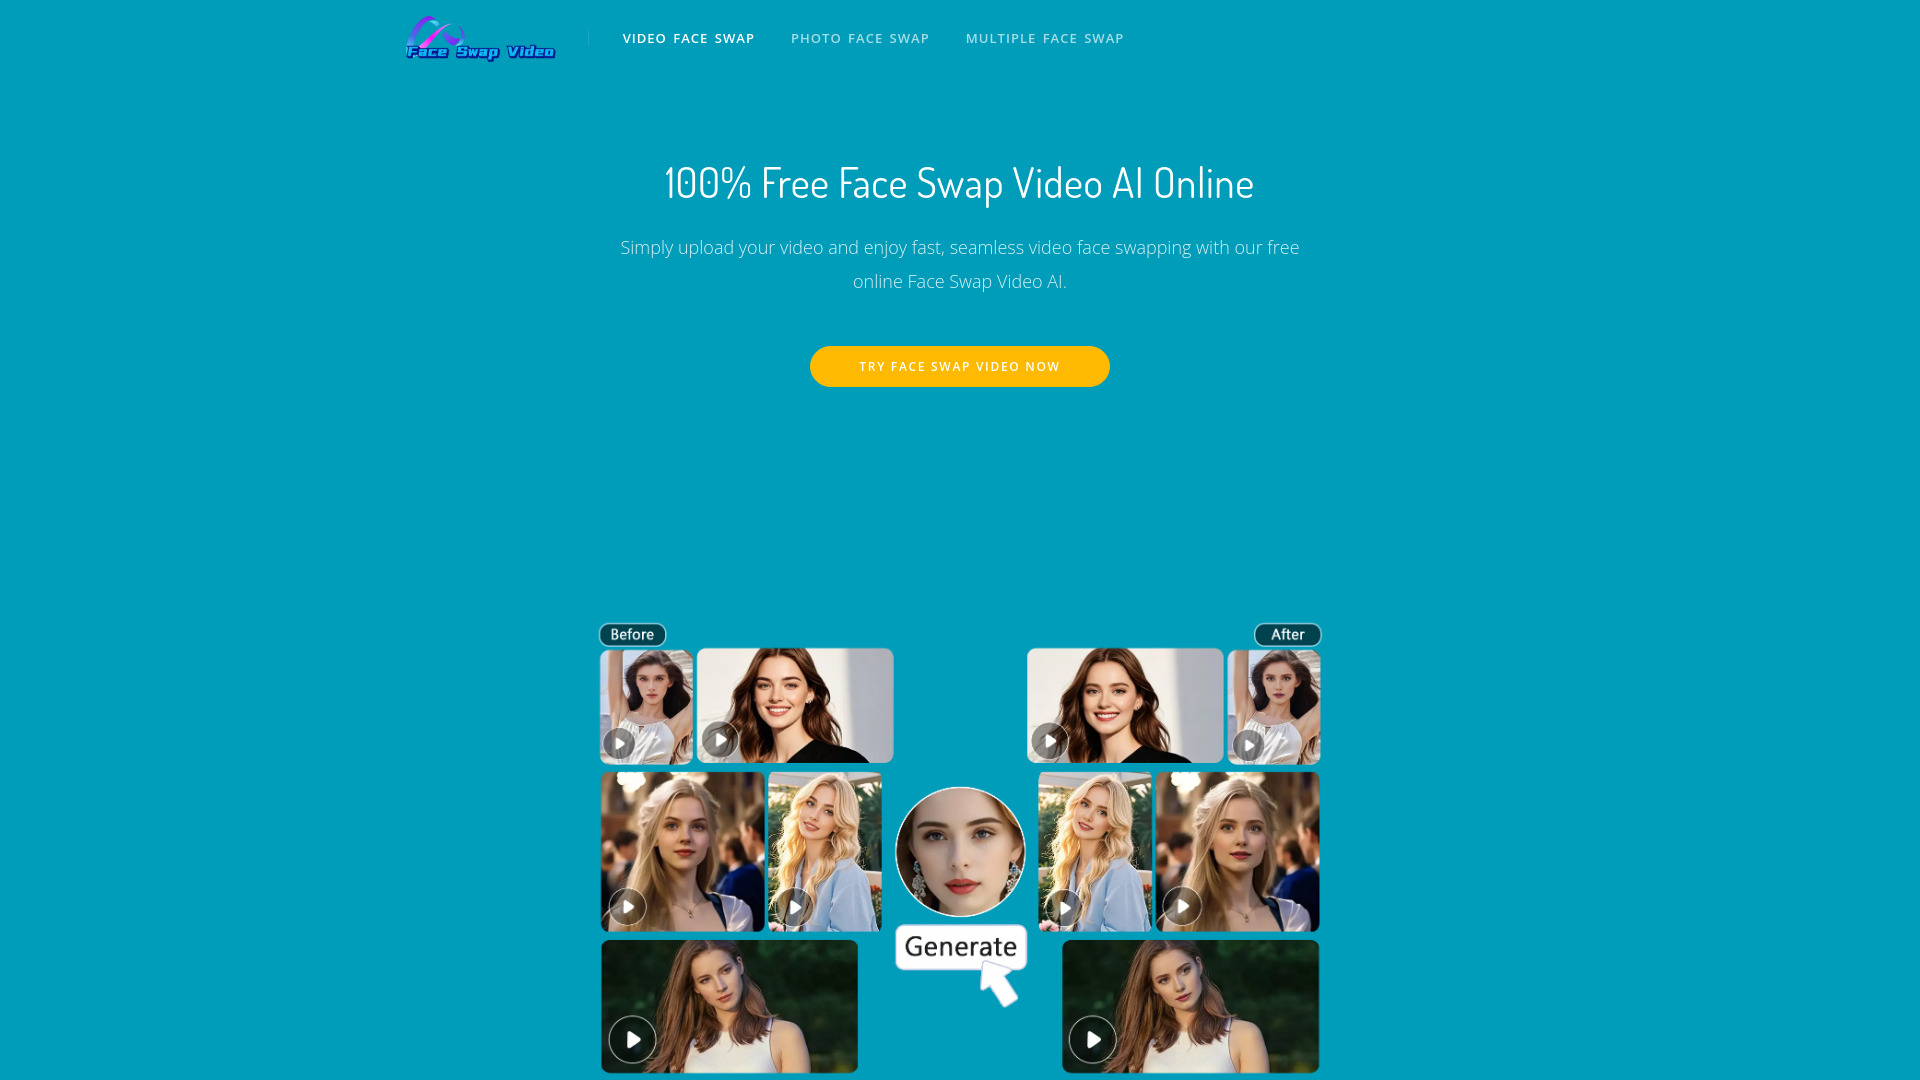 Face Swap Video
VIDEO FACE SWAP
PHOTO FACE SWAP
MULTIPLE FACE SWAP
100% Free Face Swap Video AI Online
Simply upload your video and enjoy fast, seamless video face swapping with our free
online Face Swap Video AI.
TRY FACE SWAP VIDEO NOW
Before
After
Generate